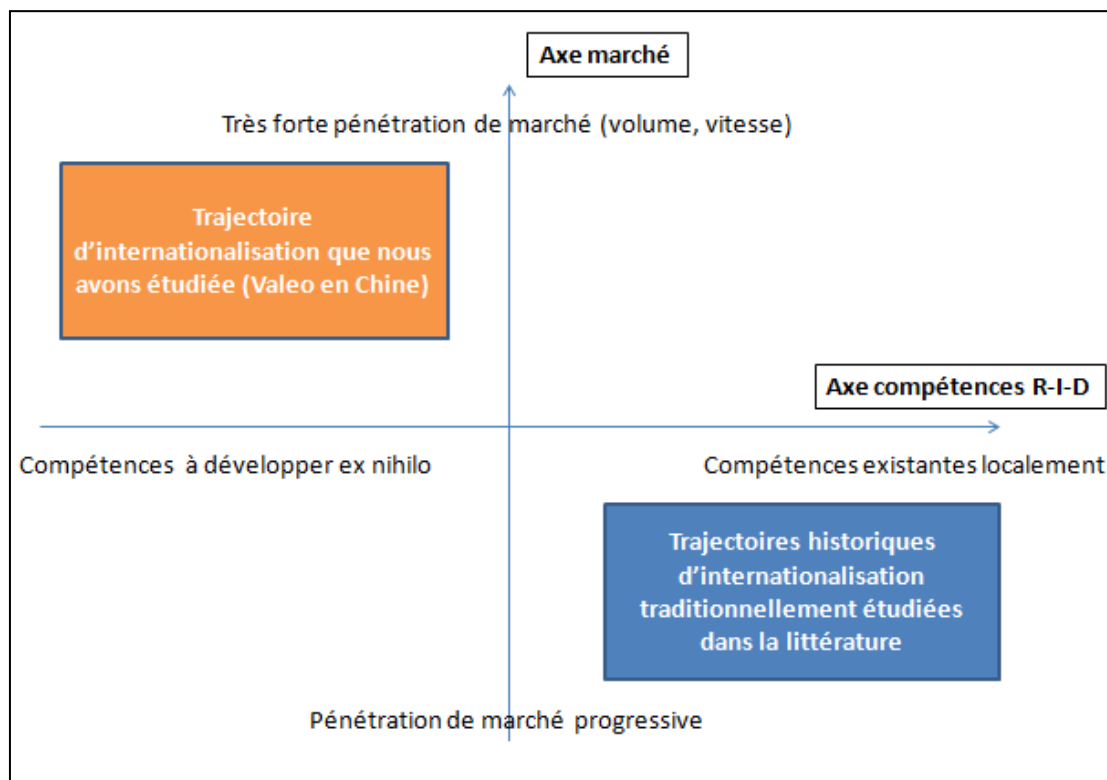 Axe marché
Très forte pénétration de marché (volume, vitesse)
Trajectoire
d’internationalisation que nous
avons étudiée (Valeo en Chine)
Axe compétences R-I-D
Compétences à développer ex nihilo
Compétences existantes localement
Trajectoires historiques
d’internationalisation
traditionnellement étudiées
dans la littérature
Pénétration de marché progressive